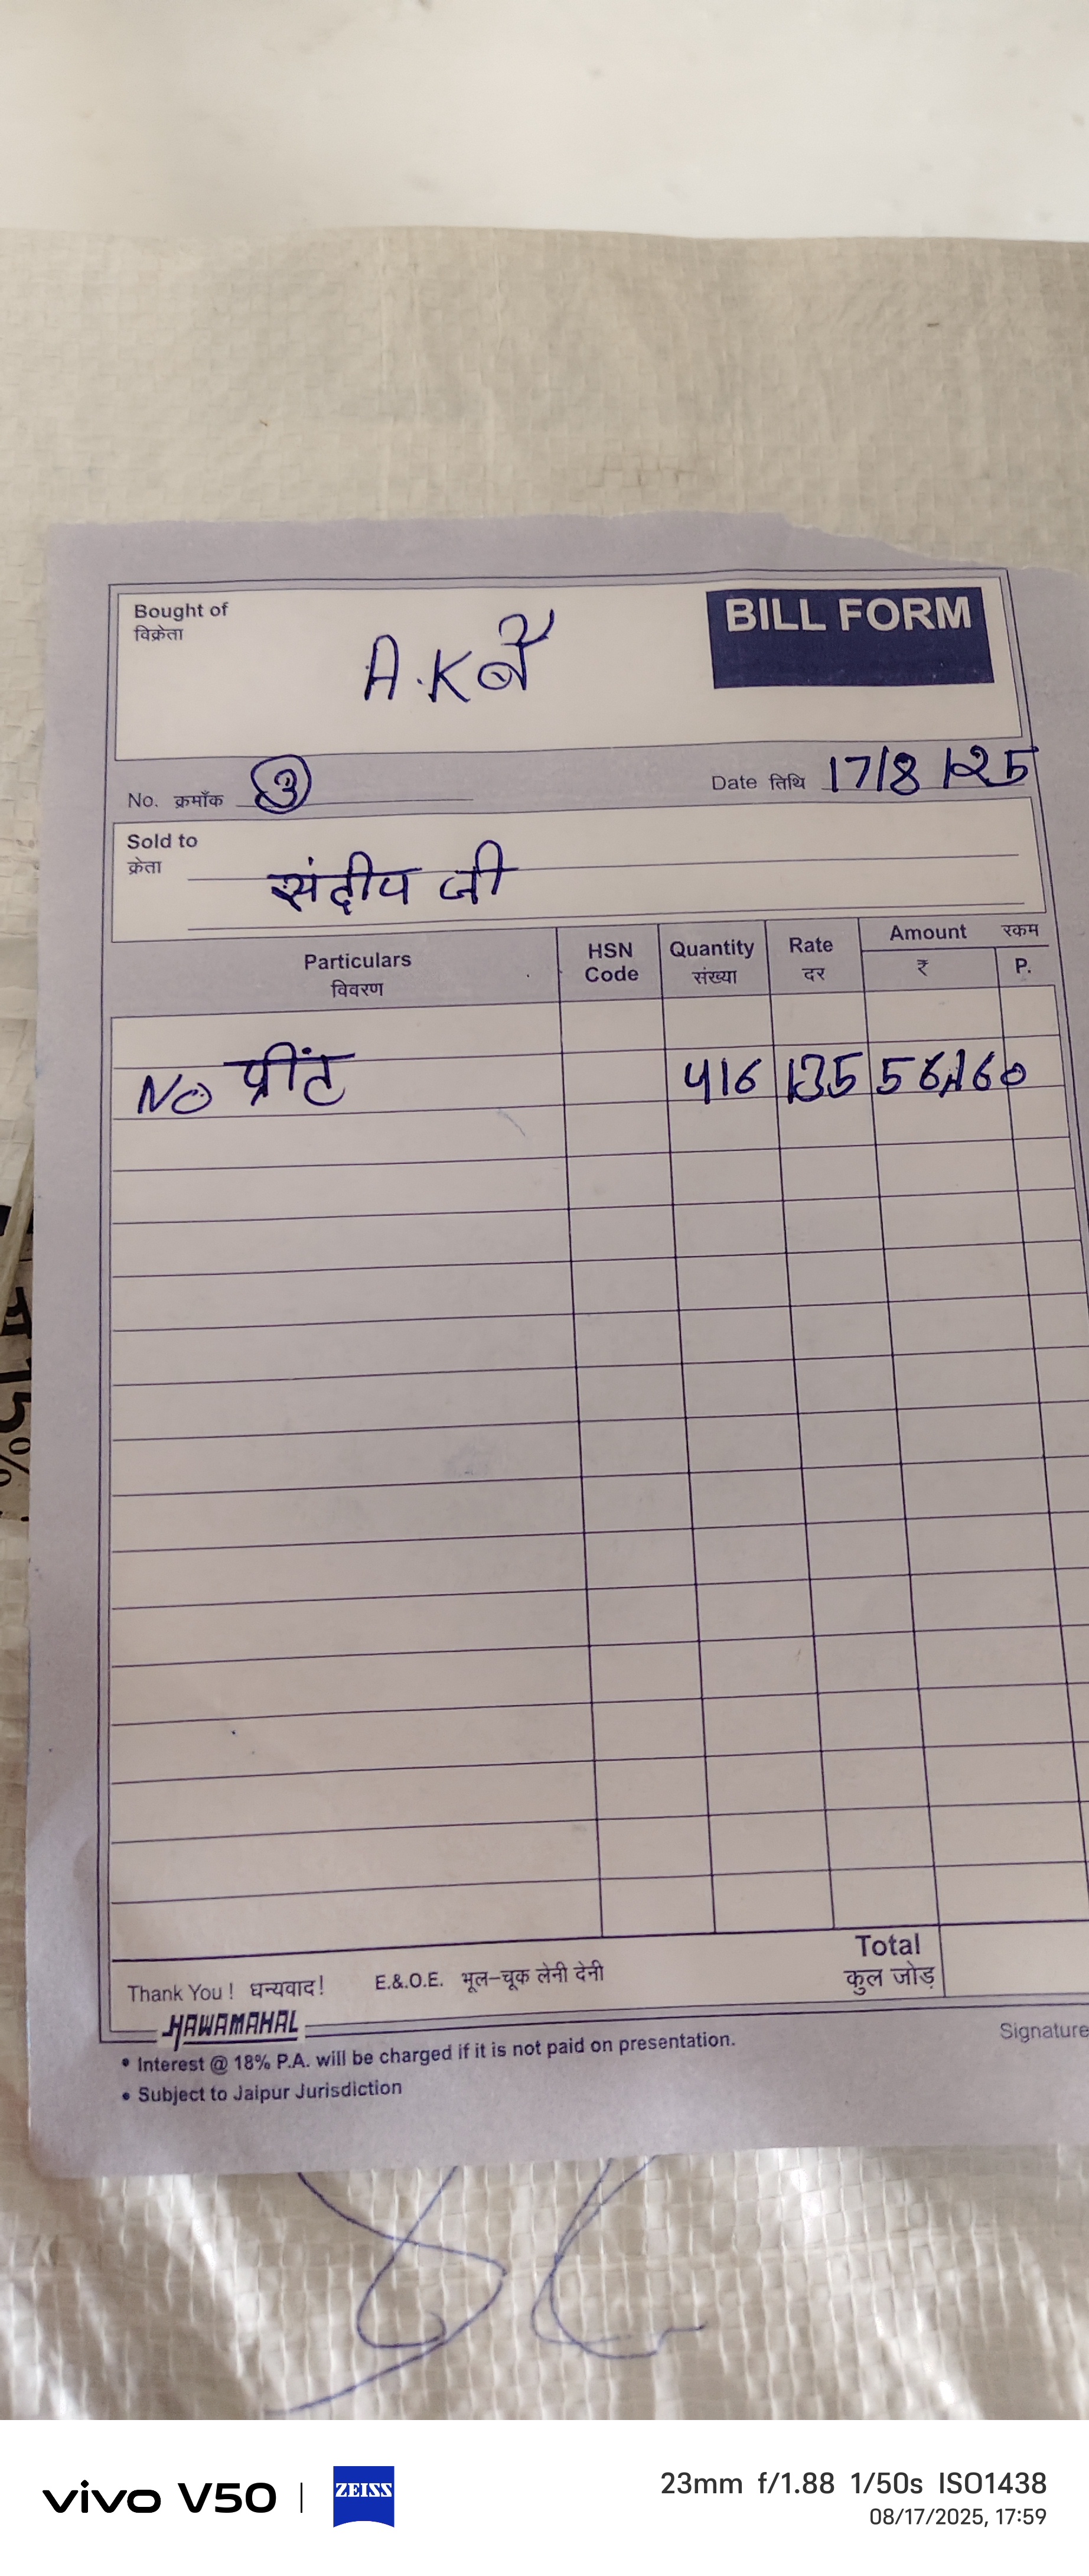 Bought of
विक्रेता
BILL FORM
A.K
No. क्रमाँक 3
Date तिथि 17/8/25
Sold to
क्रेता
संदीप जी
Particulars
विवरण
HSN
Code
Quantity
संख्या
Rate
दर
Amount रकम
₹ P.
No प्रींट 416 135 56160
Total
कुल जोड़
Thank You ! धन्यवाद ! E.&.O.E. भूल-चूक लेनी देनी
HAWAMAHAL
Signature
• Interest @ 18% P.A. will be charged if it is not paid on presentation.
• Subject to Jaipur Jurisdiction
15%
vivo V50 | ZEISS
23mm f/1.88 1/50s ISO1438
08/17/2025, 17:59